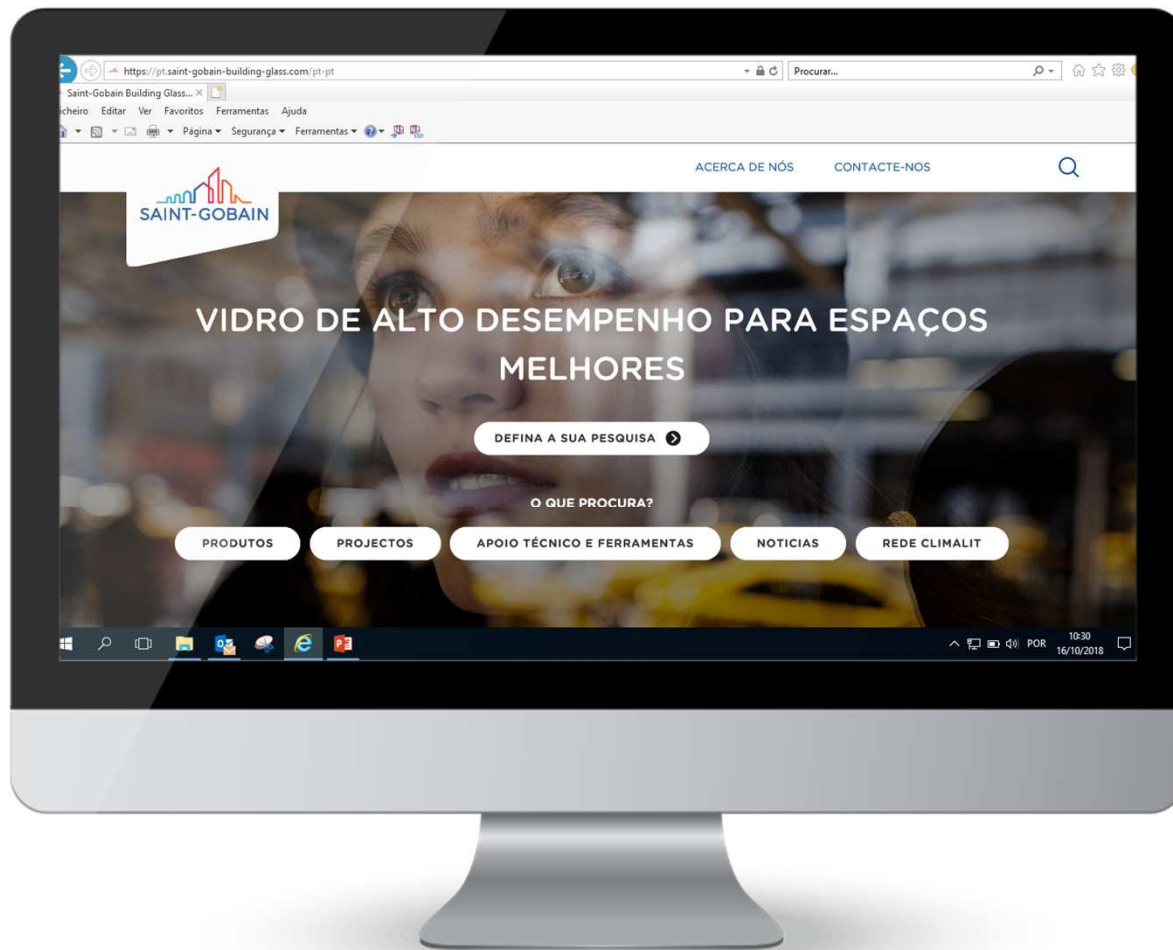 https://pt.saint-gobain-building-glass.com/pt-pt
Procurar...
Saint-Gobain Building Glass...
icheiro Editar Ver Favoritos Ferramentas Ajuda
Página Segurança Ferramentas
ACERCA DE NÓS CONTACTE-NOS
SAINT-GOBAIN
VIDRO DE ALTO DESEMPENHO PARA ESPAÇOS
MELHORES
DEFINA A SUA PESQUISA
O QUE PROCURA?
PRODUTOS PROJECTOS APOIO TÉCNICO E FERRAMENTAS NOTICIAS REDE CLIMALIT
POR
10:30
16/10/2018